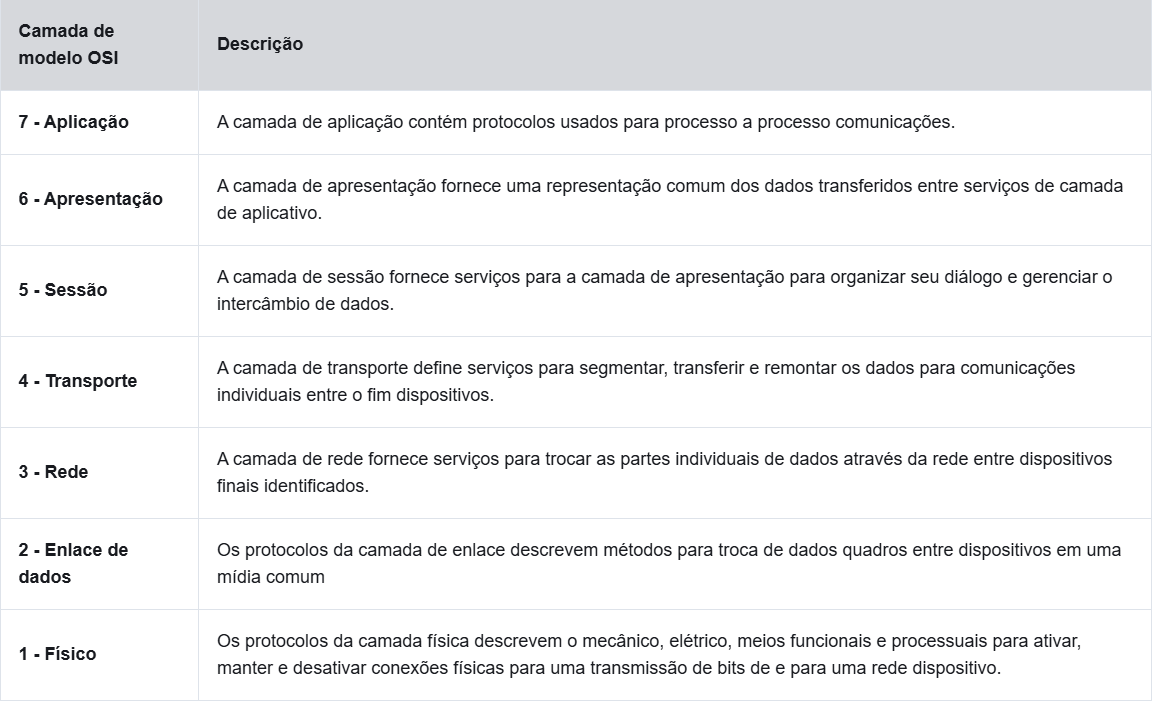 Camada de
modelo OSI
Descrição
7 - Aplicação
A camada de aplicação contém protocolos usados para processo a processo comunicações.
6 - Apresentação
A camada de apresentação fornece uma representação comum dos dados transferidos entre serviços de camada
de aplicativo.
5 - Sessão
A camada de sessão fornece serviços para a camada de apresentação para organizar seu diálogo e gerenciar o
intercâmbio de dados.
4 - Transporte
A camada de transporte define serviços para segmentar, transferir e remontar os dados para comunicações
individuais entre o fim dispositivos.
3 - Rede
A camada de rede fornece serviços para trocar as partes individuais de dados através da rede entre dispositivos
finais identificados.
2 - Enlace de
dados
Os protocolos da camada de enlace descrevem métodos para troca de dados quadros entre dispositivos em uma
mídia comum
1 - Físico
Os protocolos da camada física descrevem o mecânico, elétrico, meios funcionais e processuais para ativar,
manter e desativar conexões físicas para uma transmissão de bits de e para uma rede dispositivo.